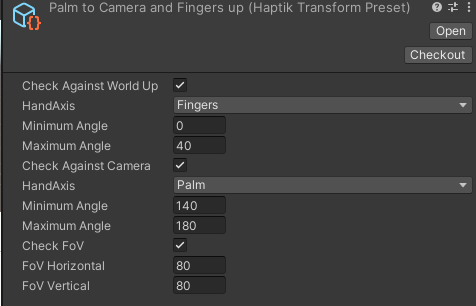 Palm to Camera and Fingers up (Haptik Transform Preset)
Open
Checkout
Check Against World Up
HandAxis Fingers
Minimum Angle 0
Maximum Angle 40
Check Against Camera
HandAxis Palm
Minimum Angle 140
Maximum Angle 180
Check FoV
FoV Horizontal 80
FoV Vertical 80